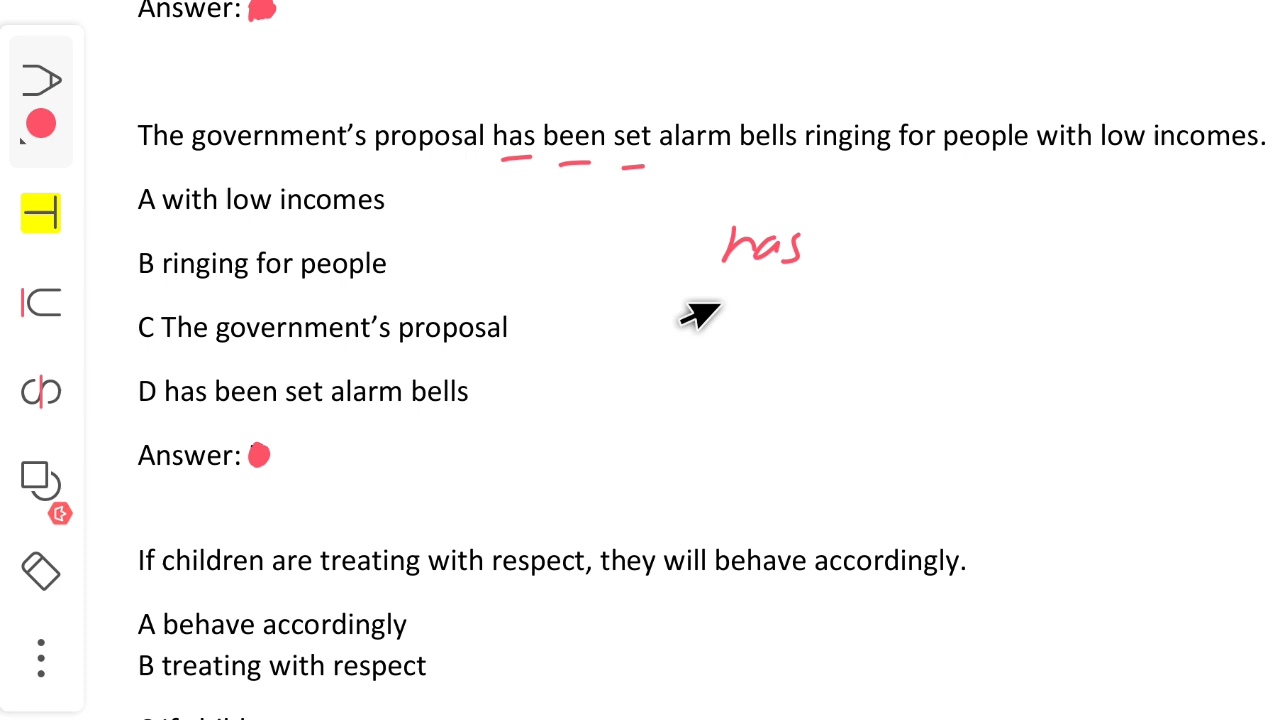 Answer:
The government’s proposal has been set alarm bells ringing for people with low incomes.
A with low incomes
has
B ringing for people
C The government’s proposal
D has been set alarm bells
Answer:
If children are treating with respect, they will behave accordingly.
A behave accordingly
B treating with respect